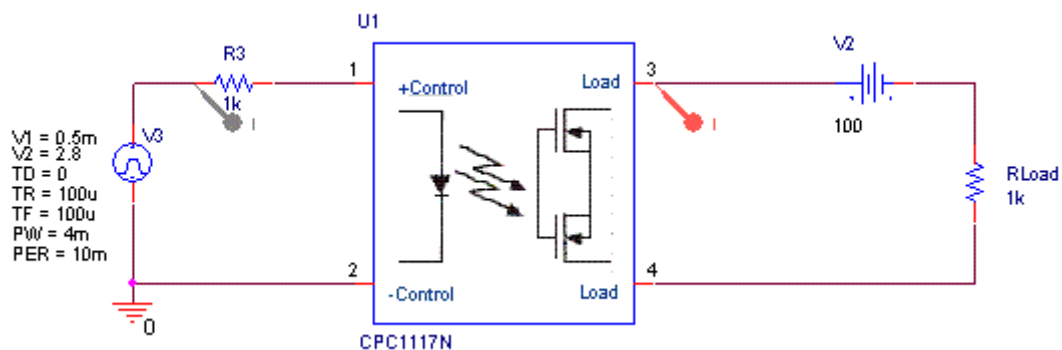 U1
R3
1k
I
V3
V1 = 0.5m
V2 = 2.8
TD = 0
TR = 100u
TF = 100u
PW = 4m
PER = 10m
0
1
2
+Control
-Control
Load
Load
CPC1117N
3
4
I
V2
100
RLoad
1k